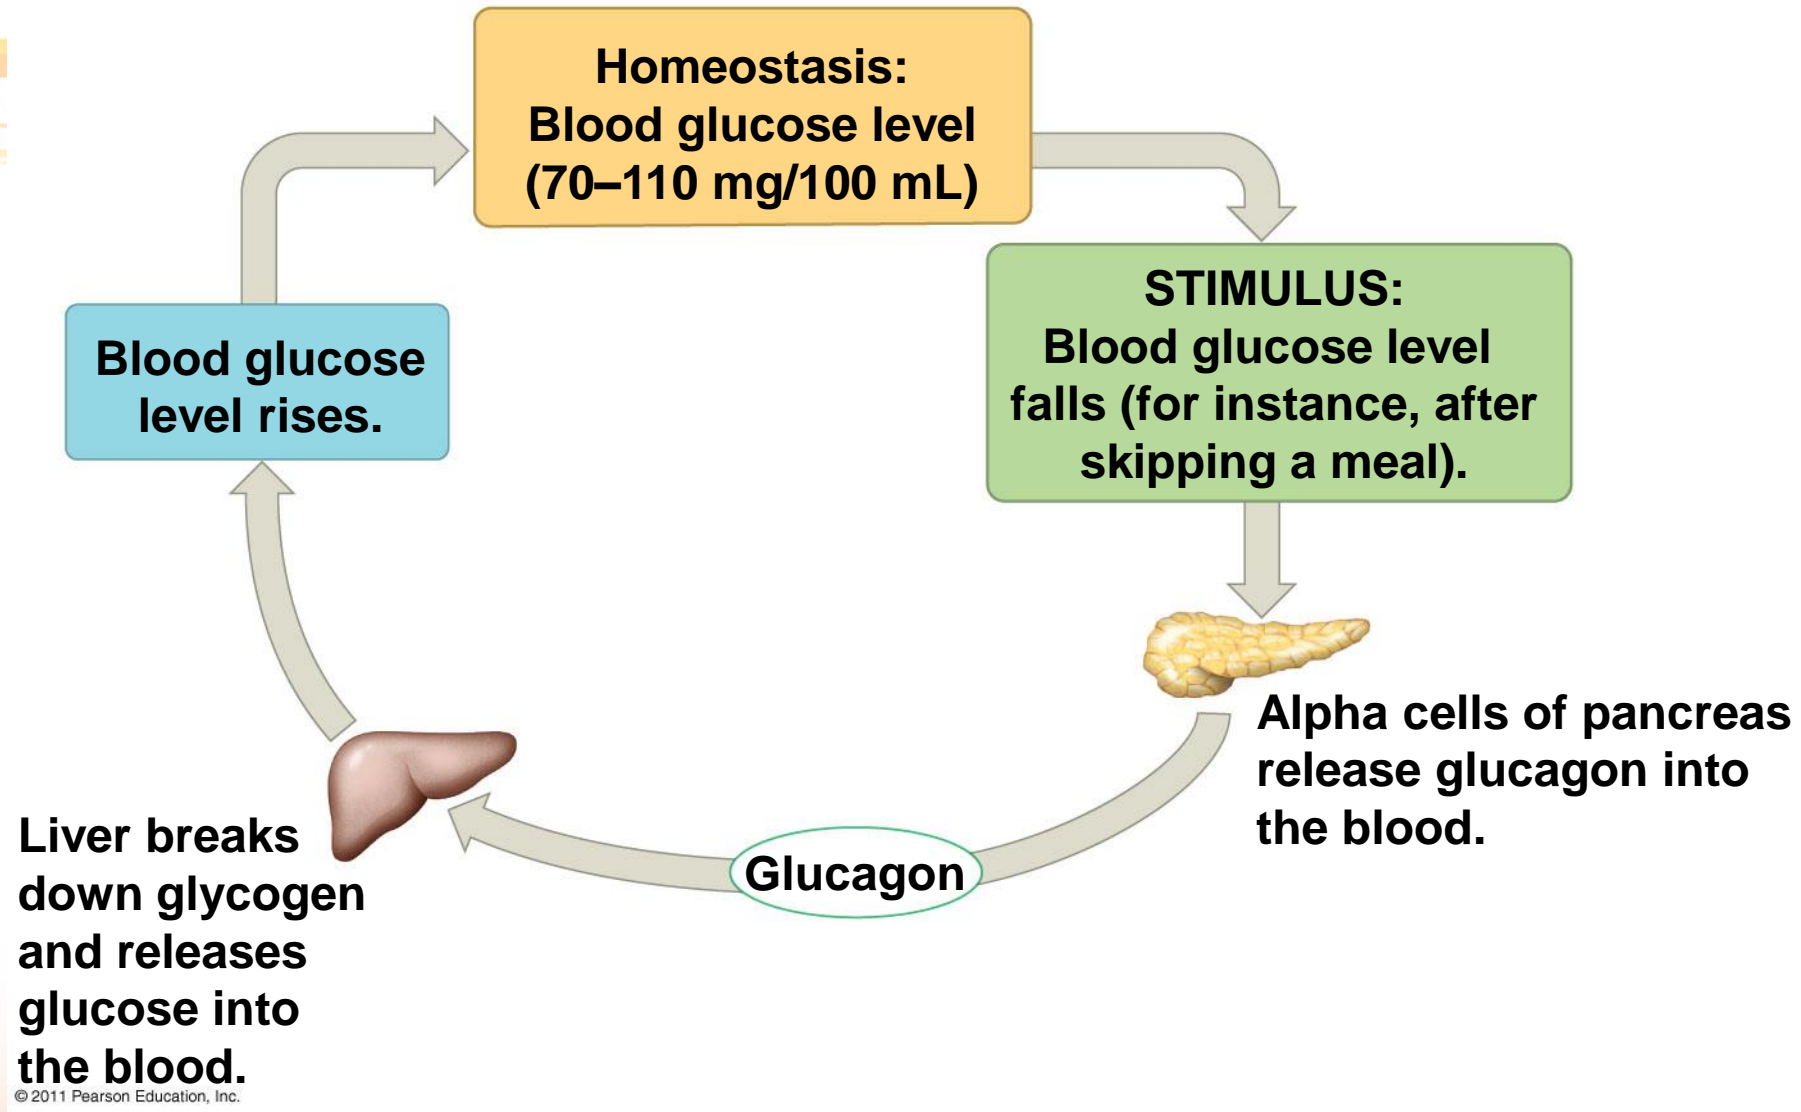 Homeostasis:
Blood glucose level
(70–110 mg/100 mL)
STIMULUS:
Blood glucose level
falls (for instance, after
skipping a meal).
Alpha cells of pancreas
release glucagon into
the blood.
Glucagon
Liver breaks
down glycogen
and releases
glucose into
the blood.
Blood glucose
level rises.
© 2011 Pearson Education, Inc.